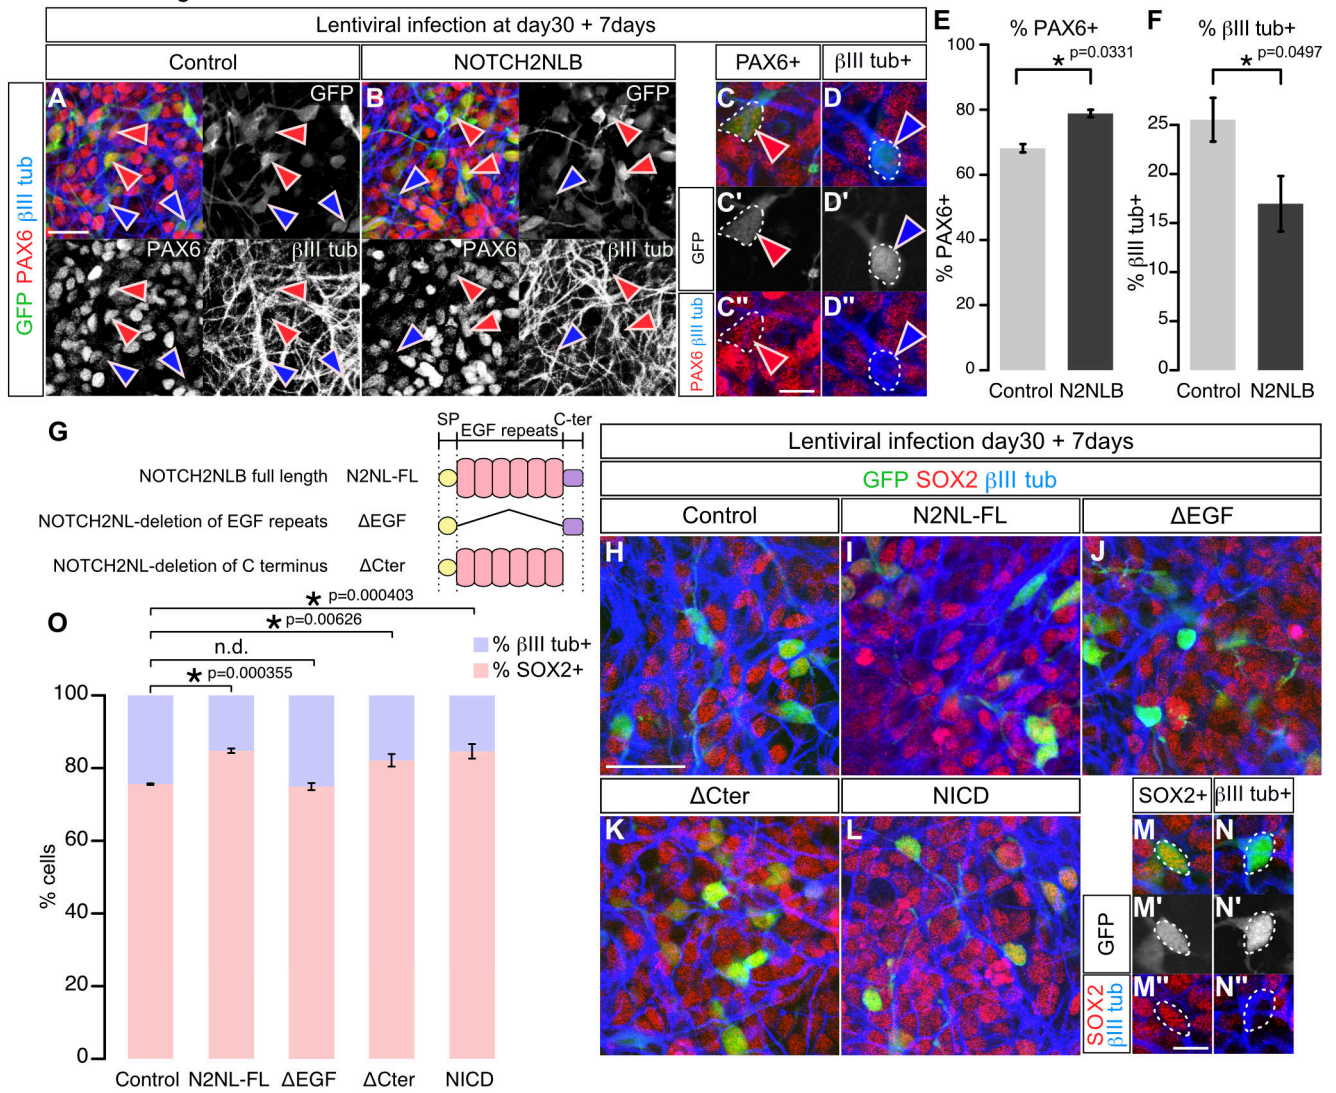 Lentiviral infection at day30 + 7days
Control
NOTCH2NLB
PAX6+
βIII tub+
GFP PAX6 βIII tub
A
GFP
B
GFP
PAX6
βIII tub
PAX6
βIII tub
C
D
C'
D'
C"
D"
GFP
PAX6 βIII tub
E
% PAX6+
* p=0.0331
% PAX6+
100
80
60
40
20
0
Control N2NLB
F
% βIII tub+
* p=0.0497
% βIII tub+
25
20
15
10
5
0
Control N2NLB
G
SP
EGF repeats
C-ter
NOTCH2NLB full length N2NL-FL
NOTCH2NL-deletion of EGF repeats ΔEGF
NOTCH2NL-deletion of C terminus ΔCter
Lentiviral infection day30 + 7days
GFP SOX2 βIII tub
Control
N2NL-FL
ΔEGF
H
I
J
ΔCter
NICD
SOX2+
βIII tub+
K
L
M
N
M'
N'
M"
N"
GFP
SOX2
βIII tub
O
* p=0.000403
* p=0.00626
n.d.
* p=0.000355
% βIII tub+
% SOX2+
% cells
100
80
60
40
20
0
Control N2NL-FL ΔEGF ΔCter NICD